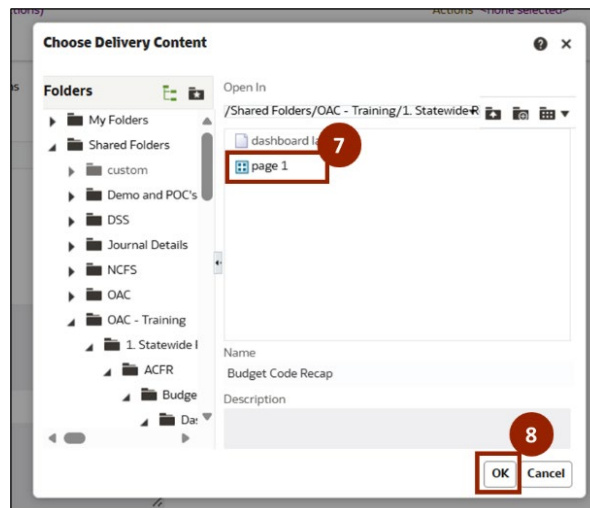 Actions <none selected>
Choose Delivery Content
Folders
Open In
My Folders
/Shared Folders/OAC - Training/1. Statewide R
Shared Folders
dashboard la
7
custom
page 1
Demo and POC's
DSS
Journal Details
NCFS
OAC
OAC - Training
1. Statewide
Name
ACFR
Budget Code Recap
Budge
Description
Das
8
OK
Cancel